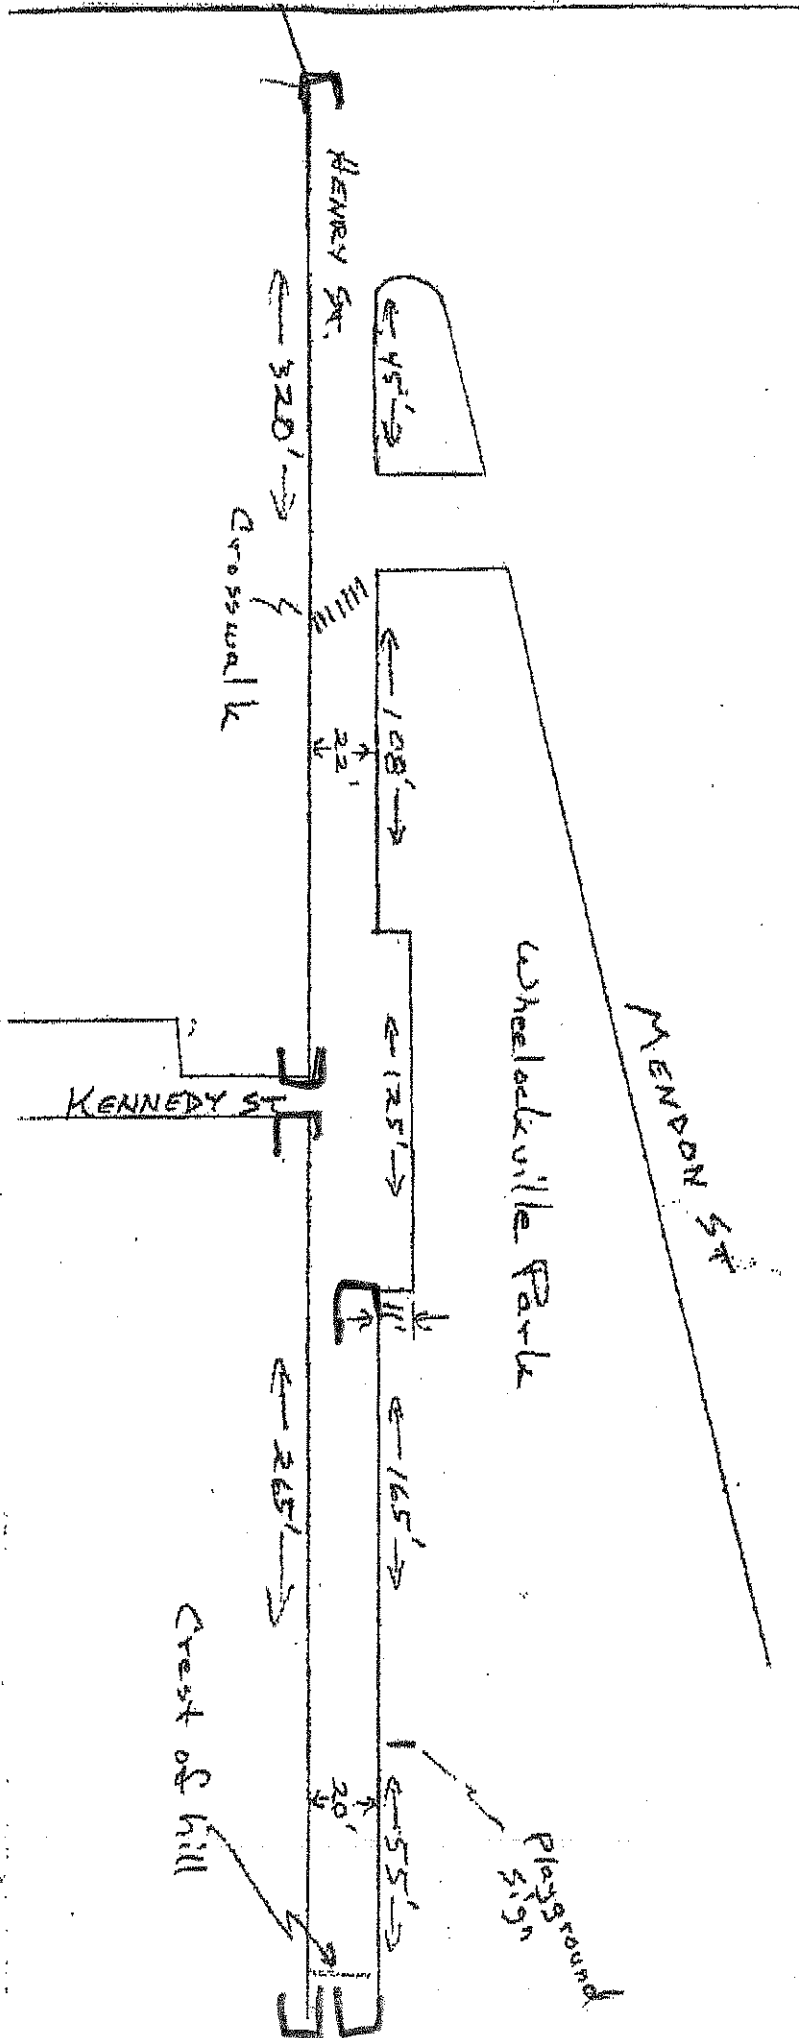 HENRY ST.
← 45' →
← 320' →
Crosswalk
← 108' →
22'
Wheelockville Park
MENDON ST
← 125' →
KENNEDY ST
11'
← 165' →
← 265' →
Crest of hill
20'
← 55' →
playground
sign